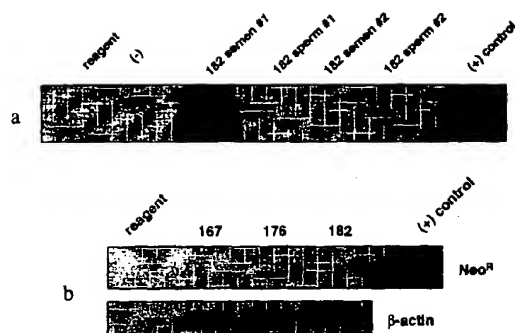 reagent
(-)
182 semen #1
182 sperm #1
182 semen #2
182 sperm #2
(+) control
a
reagent
167
176
182
(+) control
NeoR
b
β-actin